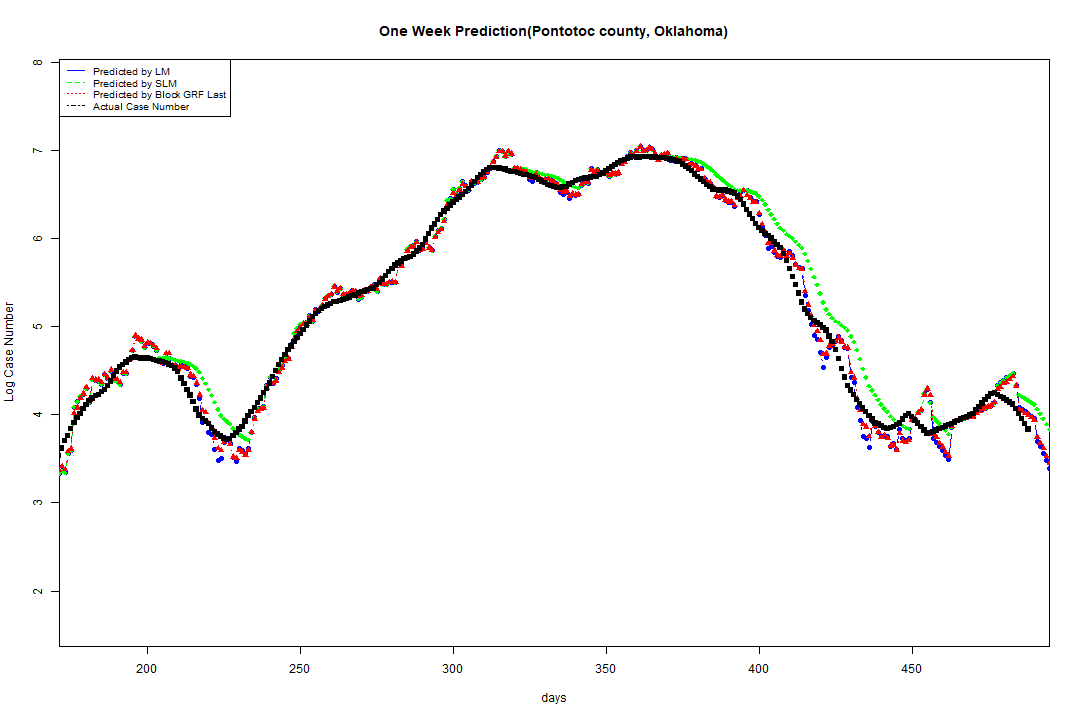 One Week Prediction(Pontotoc county, Oklahoma)
Predicted by LM
Predicted by SLM
Predicted by Block GRF Last
Actual Case Number
Log Case Number
8
7
6
5
4
3
2
200 250 300 350 400 450
days